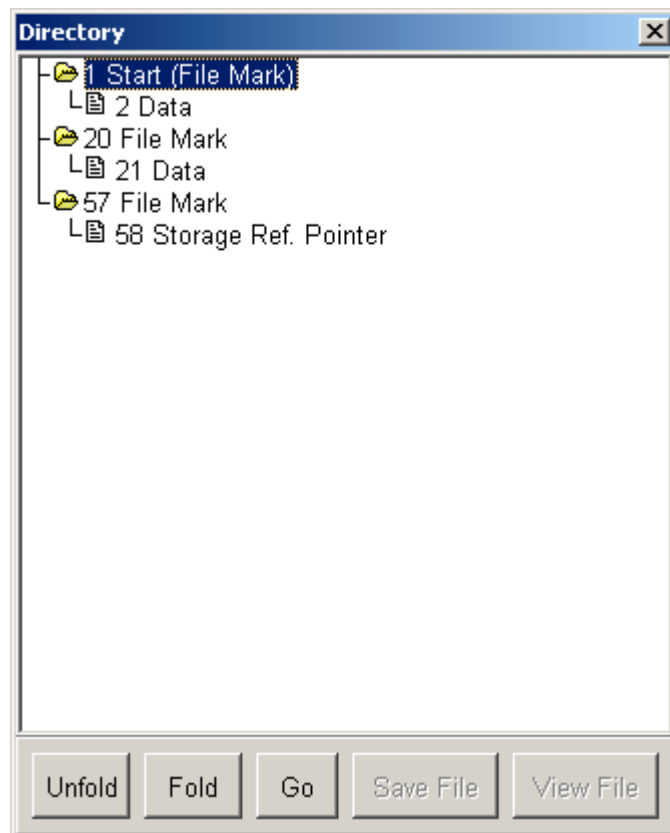 Directory
1 Start (File Mark)
2 Data
20 File Mark
21 Data
57 File Mark
58 Storage Ref. Pointer
Unfold Fold Go Save File View File